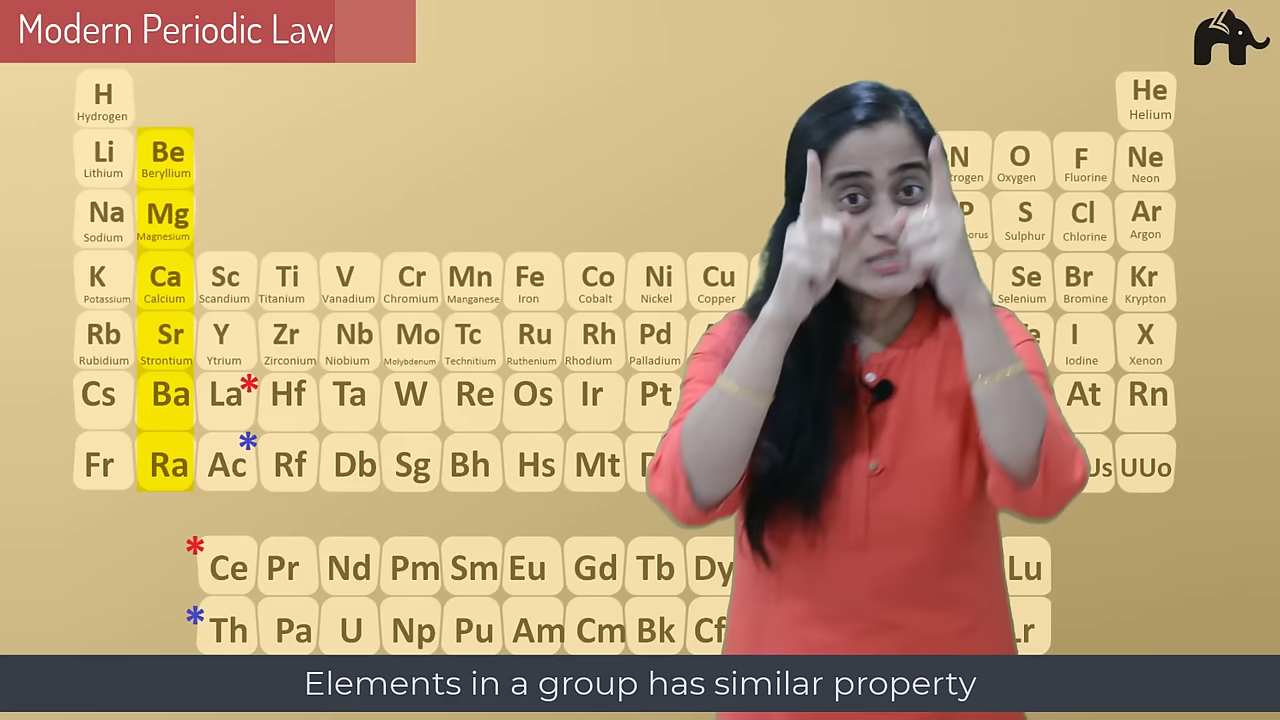 Modern Periodic Law
H He
Hydrogen Helium
Li Be N O F Ne
Lithium Beryllium Oxygen Fluorine Neon
Na Mg P S Cl Ar
Sodium Magnesium Sulphur Chlorine Argon
K Ca Sc Ti V Cr Mn Fe Co Ni Cu Se Br Kr
Potassium Calcium Scandium Titanium Vanadium Chromium Manganese Iron Cobalt Nickel Copper Selenium Bromine Krypton
Rb Sr Y Zr Nb Mo Tc Ru Rh Pd I X
Rubidium Strontium Ytrium Zirconium Niobium Molybdenum Technitium Ruthenium Rhodium Palladium Iodine Xenon
Cs Ba La* Hf Ta W Re Os Ir Pt At Rn
Fr Ra Ac* Rf Db Sg Bh Hs Mt UUo
* Ce Pr Nd Pm Sm Eu Gd Tb Dy Lu
* Th Pa U Np Pu Am Cm Bk Cf
Elements in a group has similar property